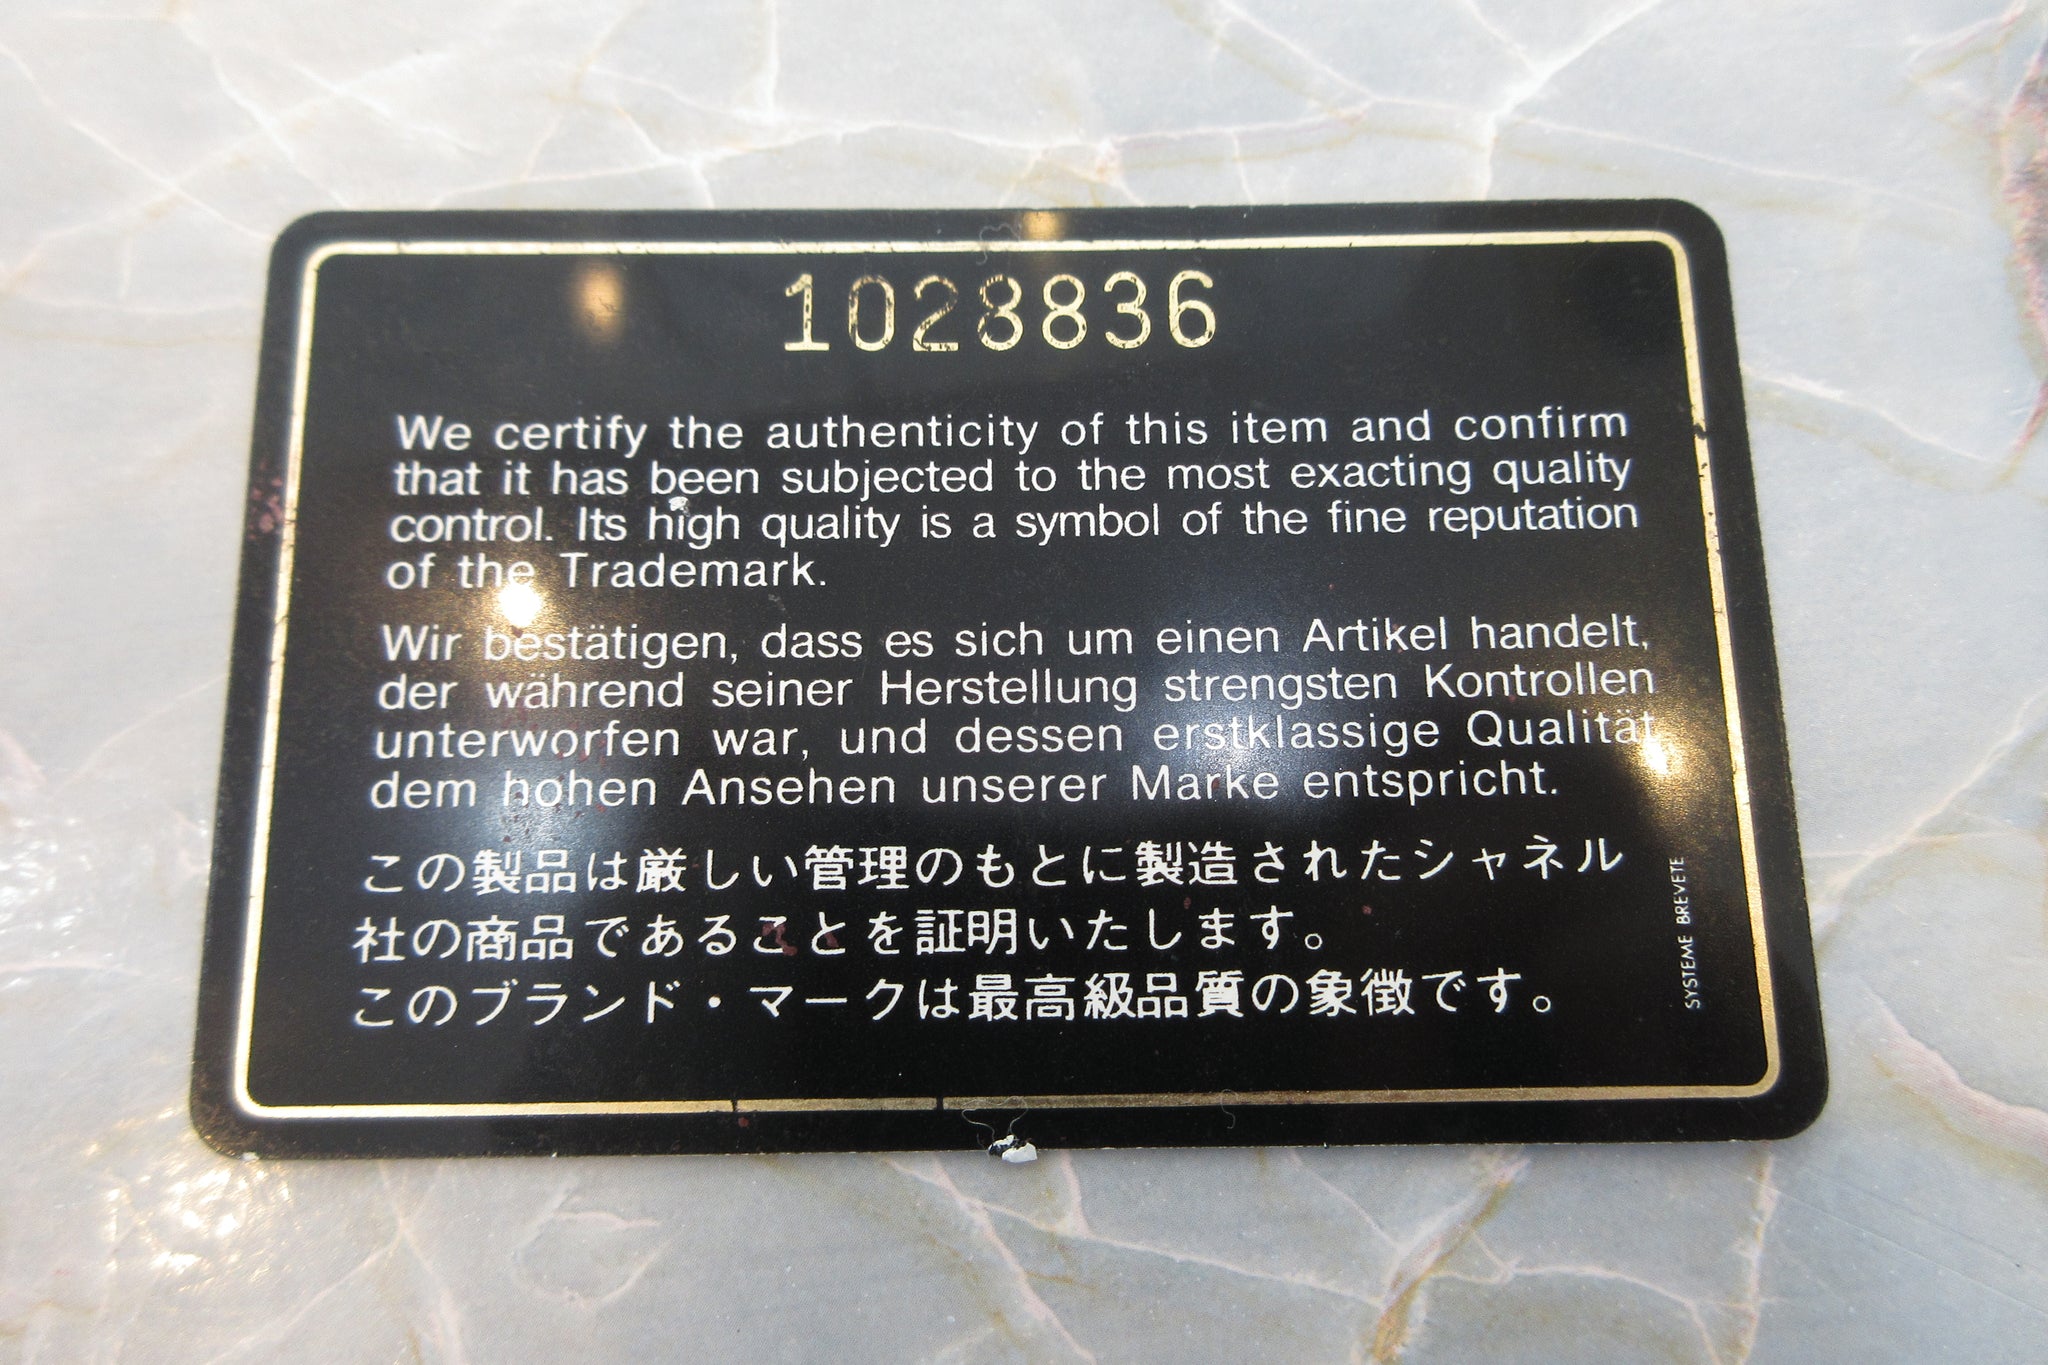 1028836
We certify the authenticity of this item and confirm
that it has been subjected to the most exacting quality
control. Its high quality is a symbol of the fine reputation
of the Trademark.
Wir bestätigen, dass es sich um einen Artikel handelt,
der während seiner Herstellung strengsten Kontrollen
unterworfen war, und dessen erstklassige Qualität
dem hohen Ansehen unserer Marke entspricht.
この製品は厳しい管理のもとに製造されたシャネル
社の商品であることを証明いたします。
このブランド・マークは最高級品質の象徴です。
SYSTEME BREVETE